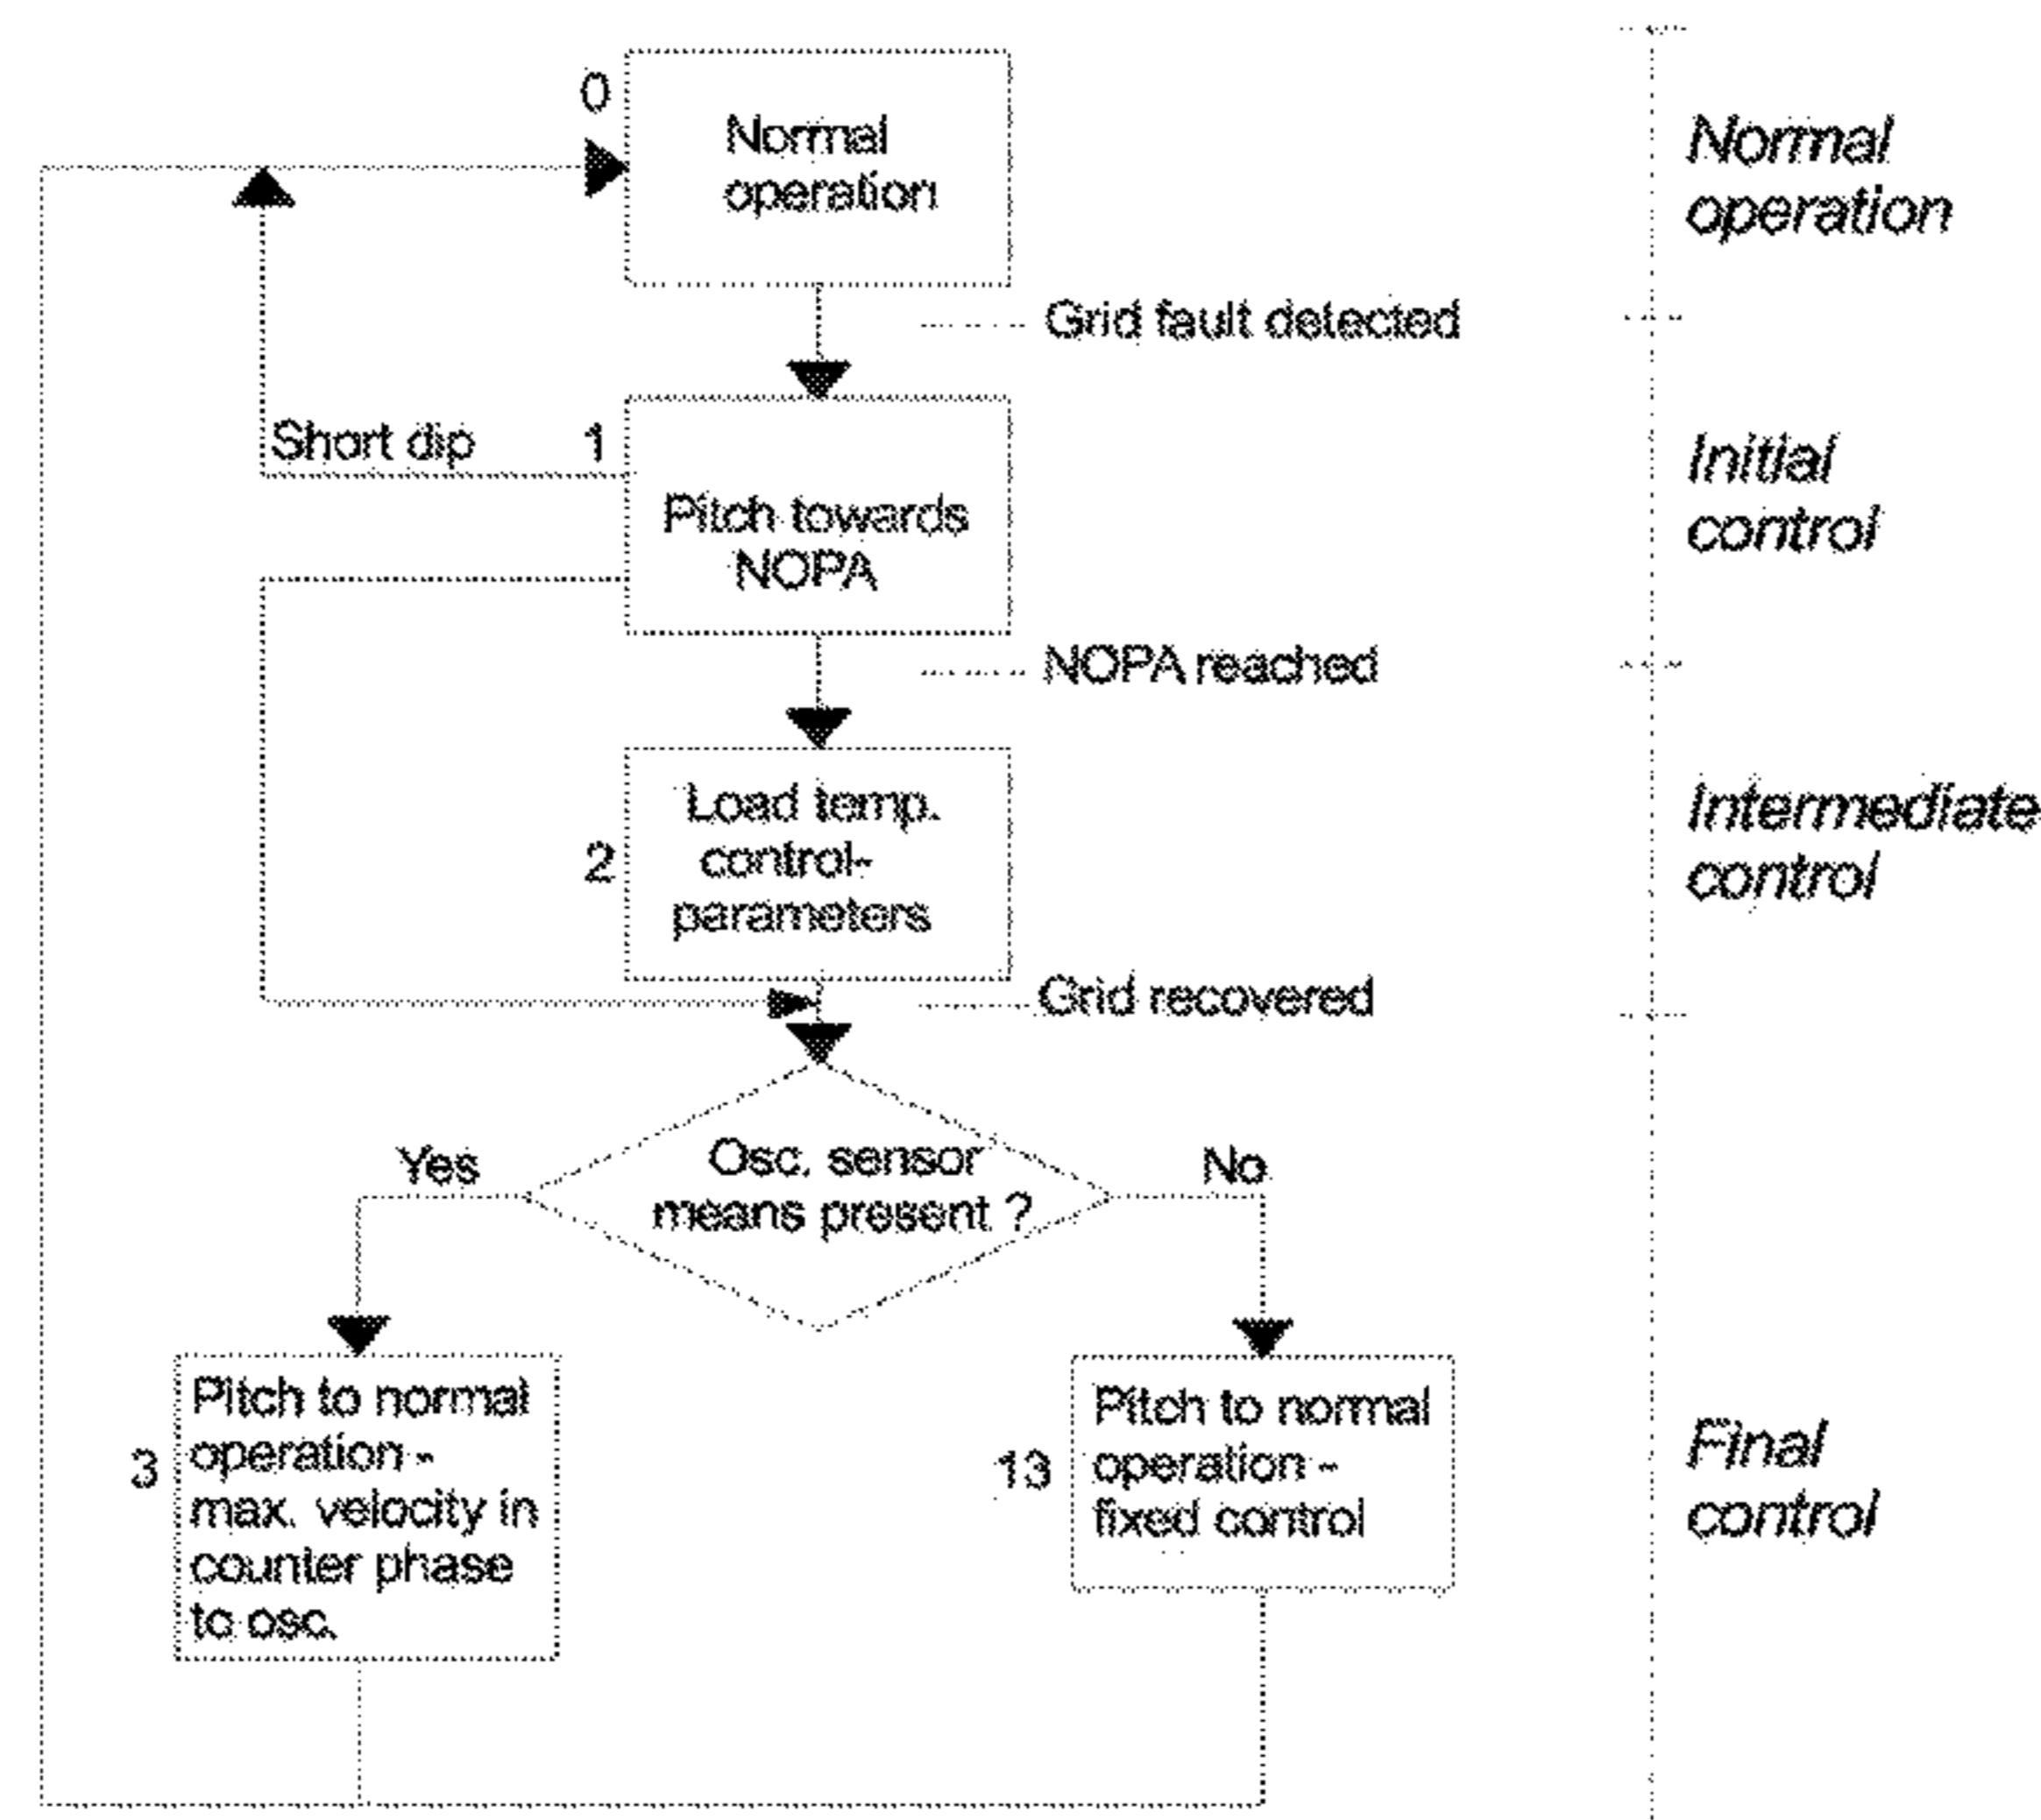 0
Normal
operation
Normal
operation
Grid fault detected
Short dip
1
Pitch towards
NOPA
Initial
control
NOPA reached
2
Load temp.
control-
parameters
Intermediate
control
Grid recovered
Osc. sensor
means present ?
Yes
No
3
Pitch to normal
operation -
max. velocity in
counter phase
to osc.
13
Pitch to normal
operation -
fixed control
Final
control